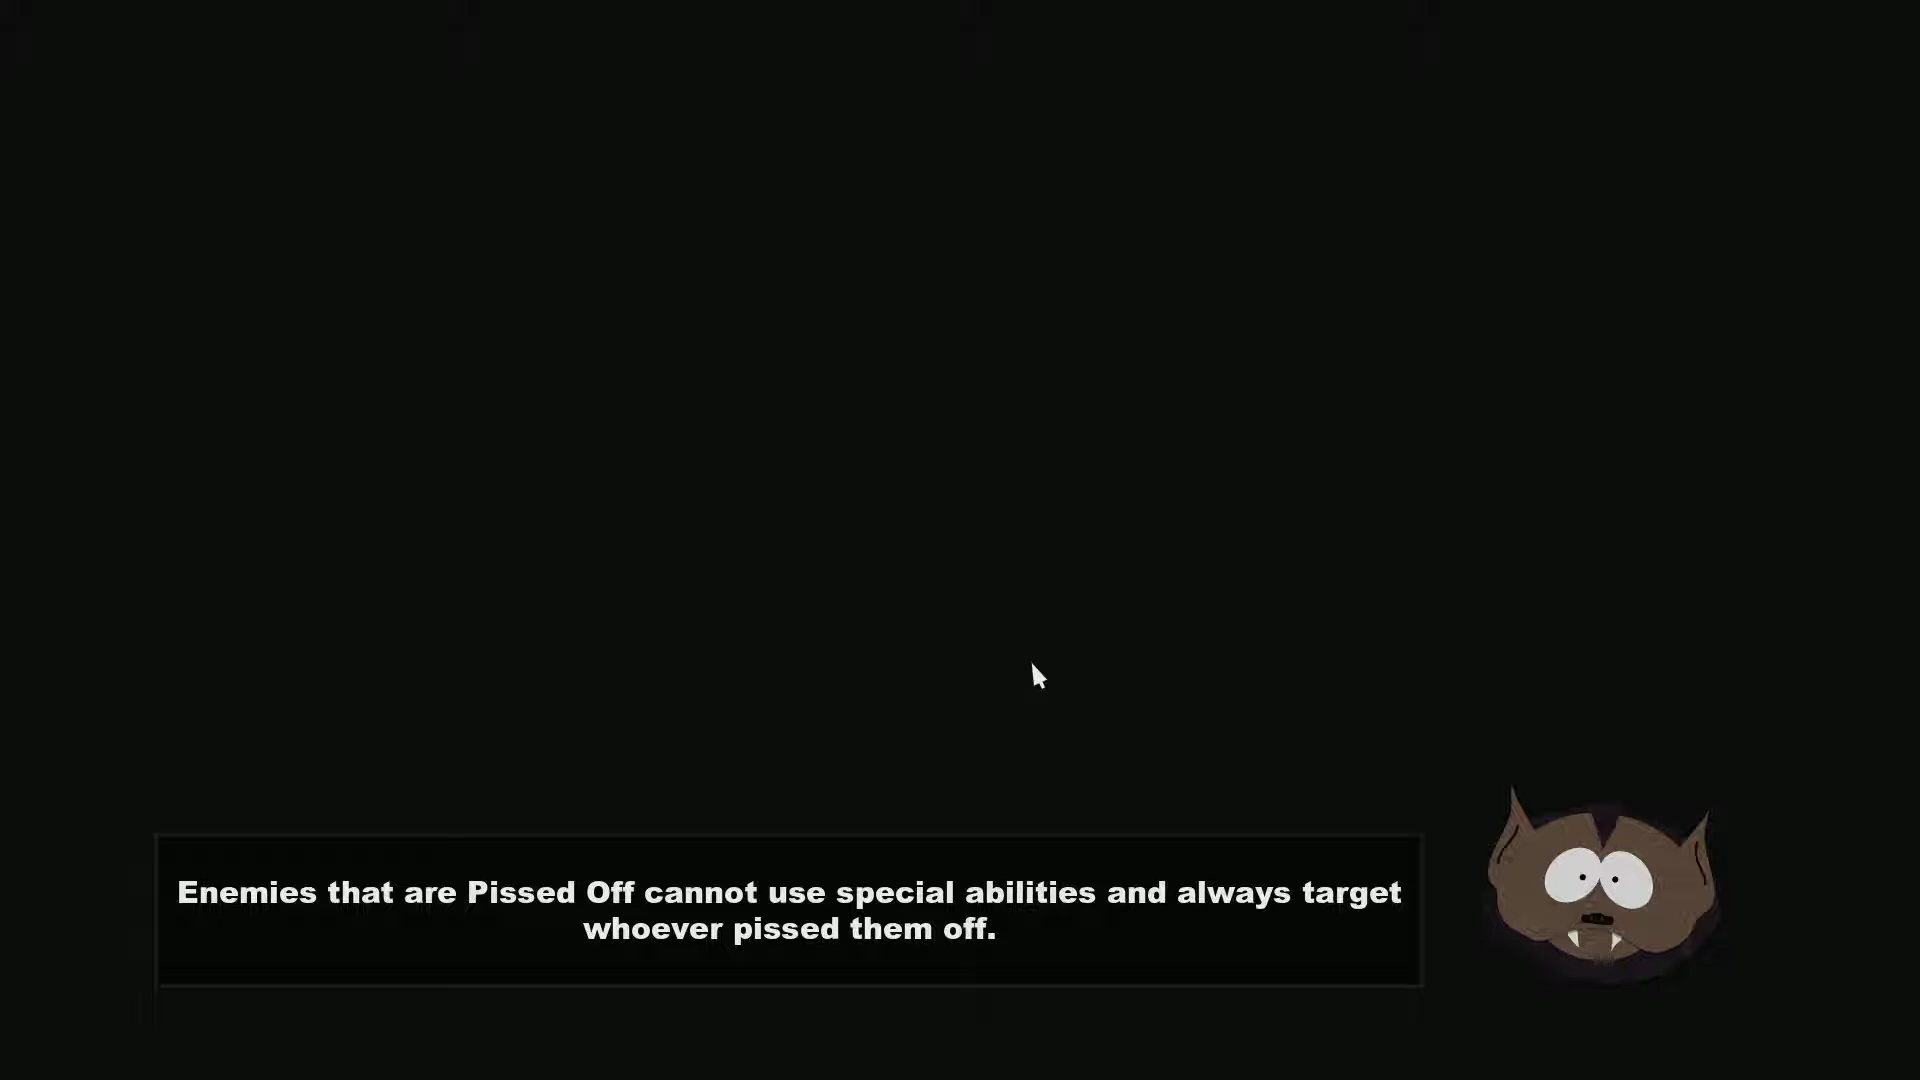 Enemies that are Pissed Off cannot use special abilities and always target
whoever pissed them off.